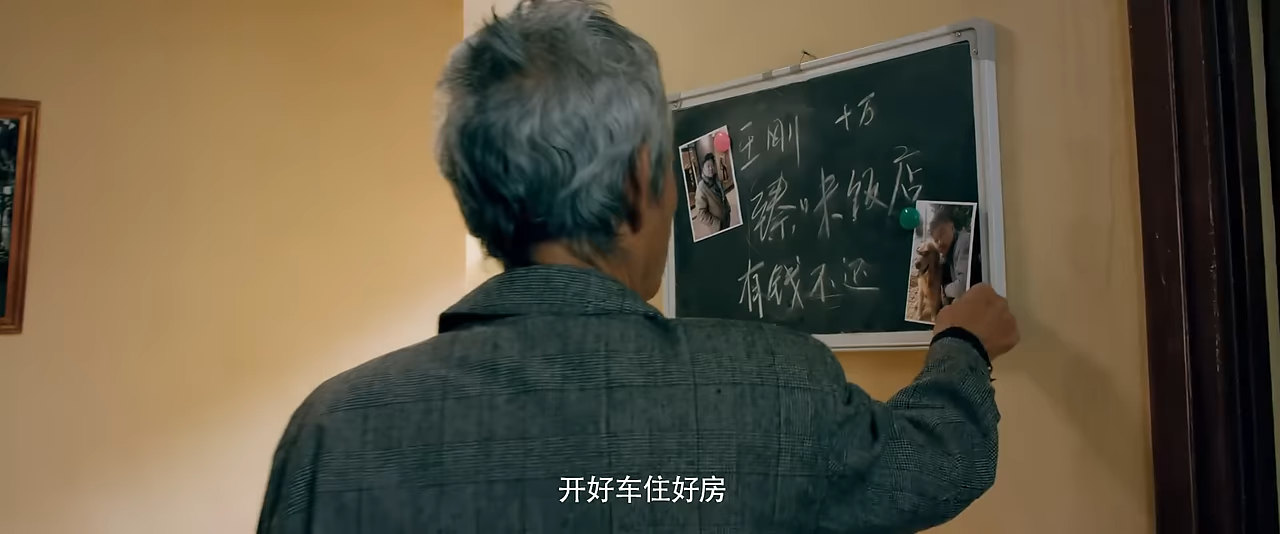 王刚 十万
臻味饭店
有钱不还
开好车住好房